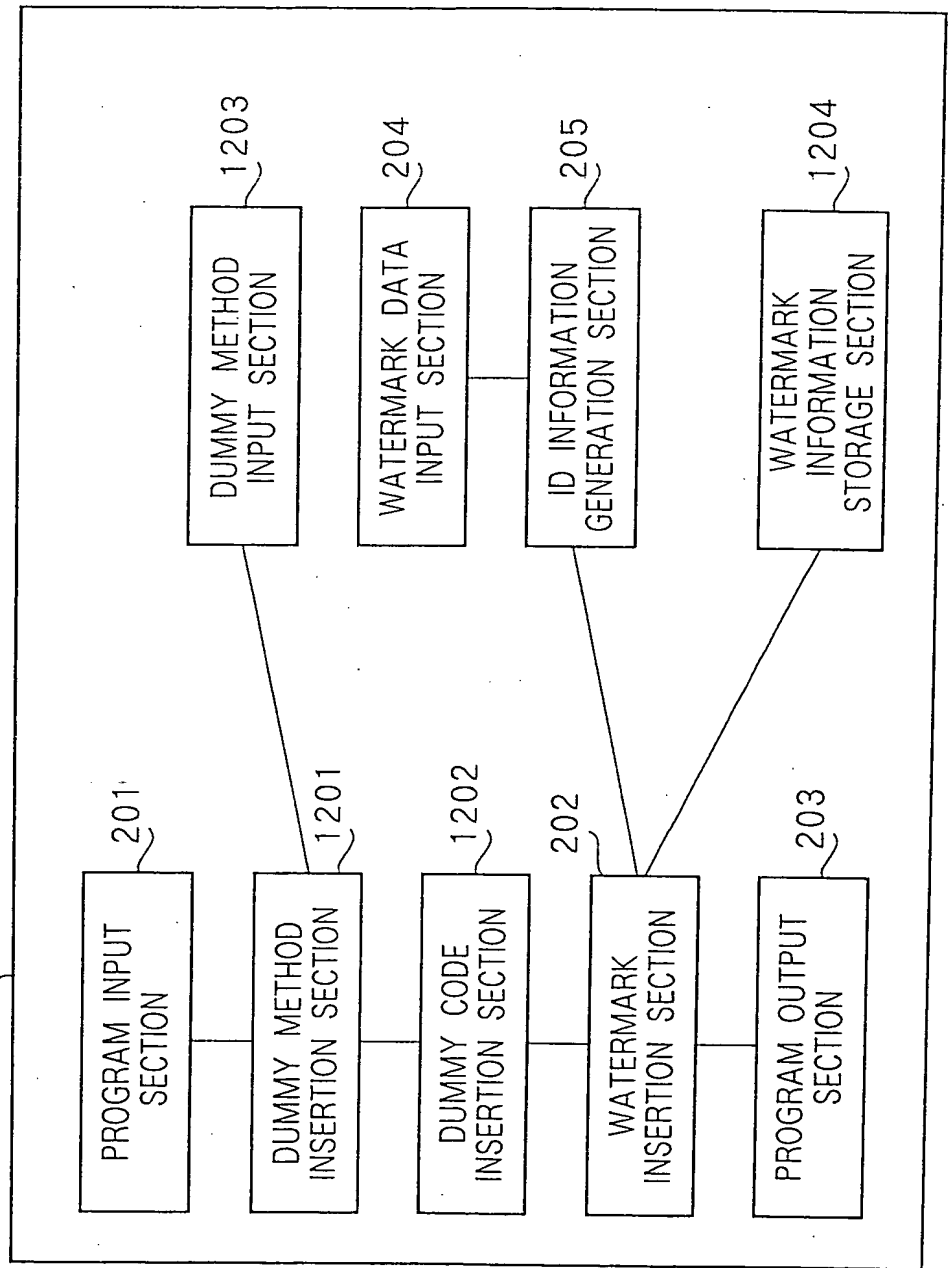 201
PROGRAM INPUT
SECTION
1201
DUMMY METHOD
INSERTION SECTION
1202
DUMMY CODE
INSERTION SECTION
202
WATERMARK
INSERTION SECTION
203
PROGRAM OUTPUT
SECTION
1203
DUMMY METHOD
INPUT SECTION
204
WATERMARK DATA
INPUT SECTION
205
ID INFORMATION
GENERATION SECTION
1204
WATERMARK
INFORMATION
STORAGE SECTION